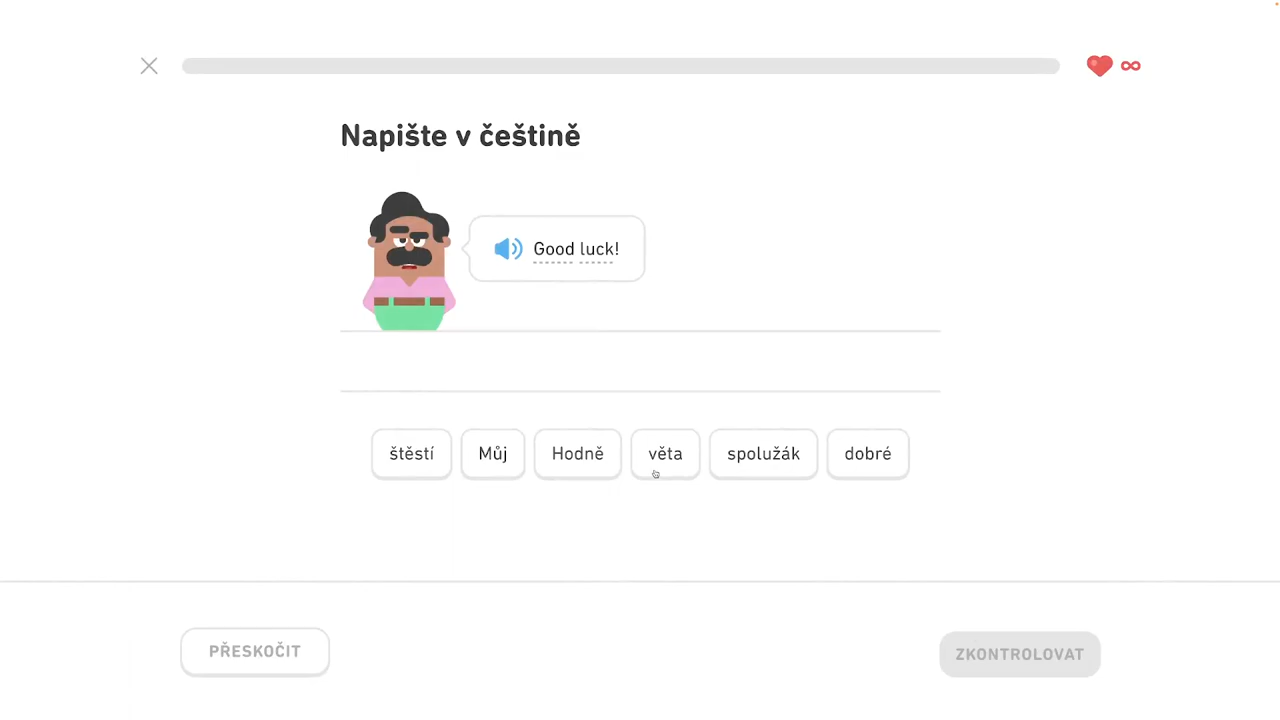 Napište v češtině
Good luck!
štěstí Můj Hodně věta spolužák dobré
PŘESKOČIT ZKONTROLOVAT